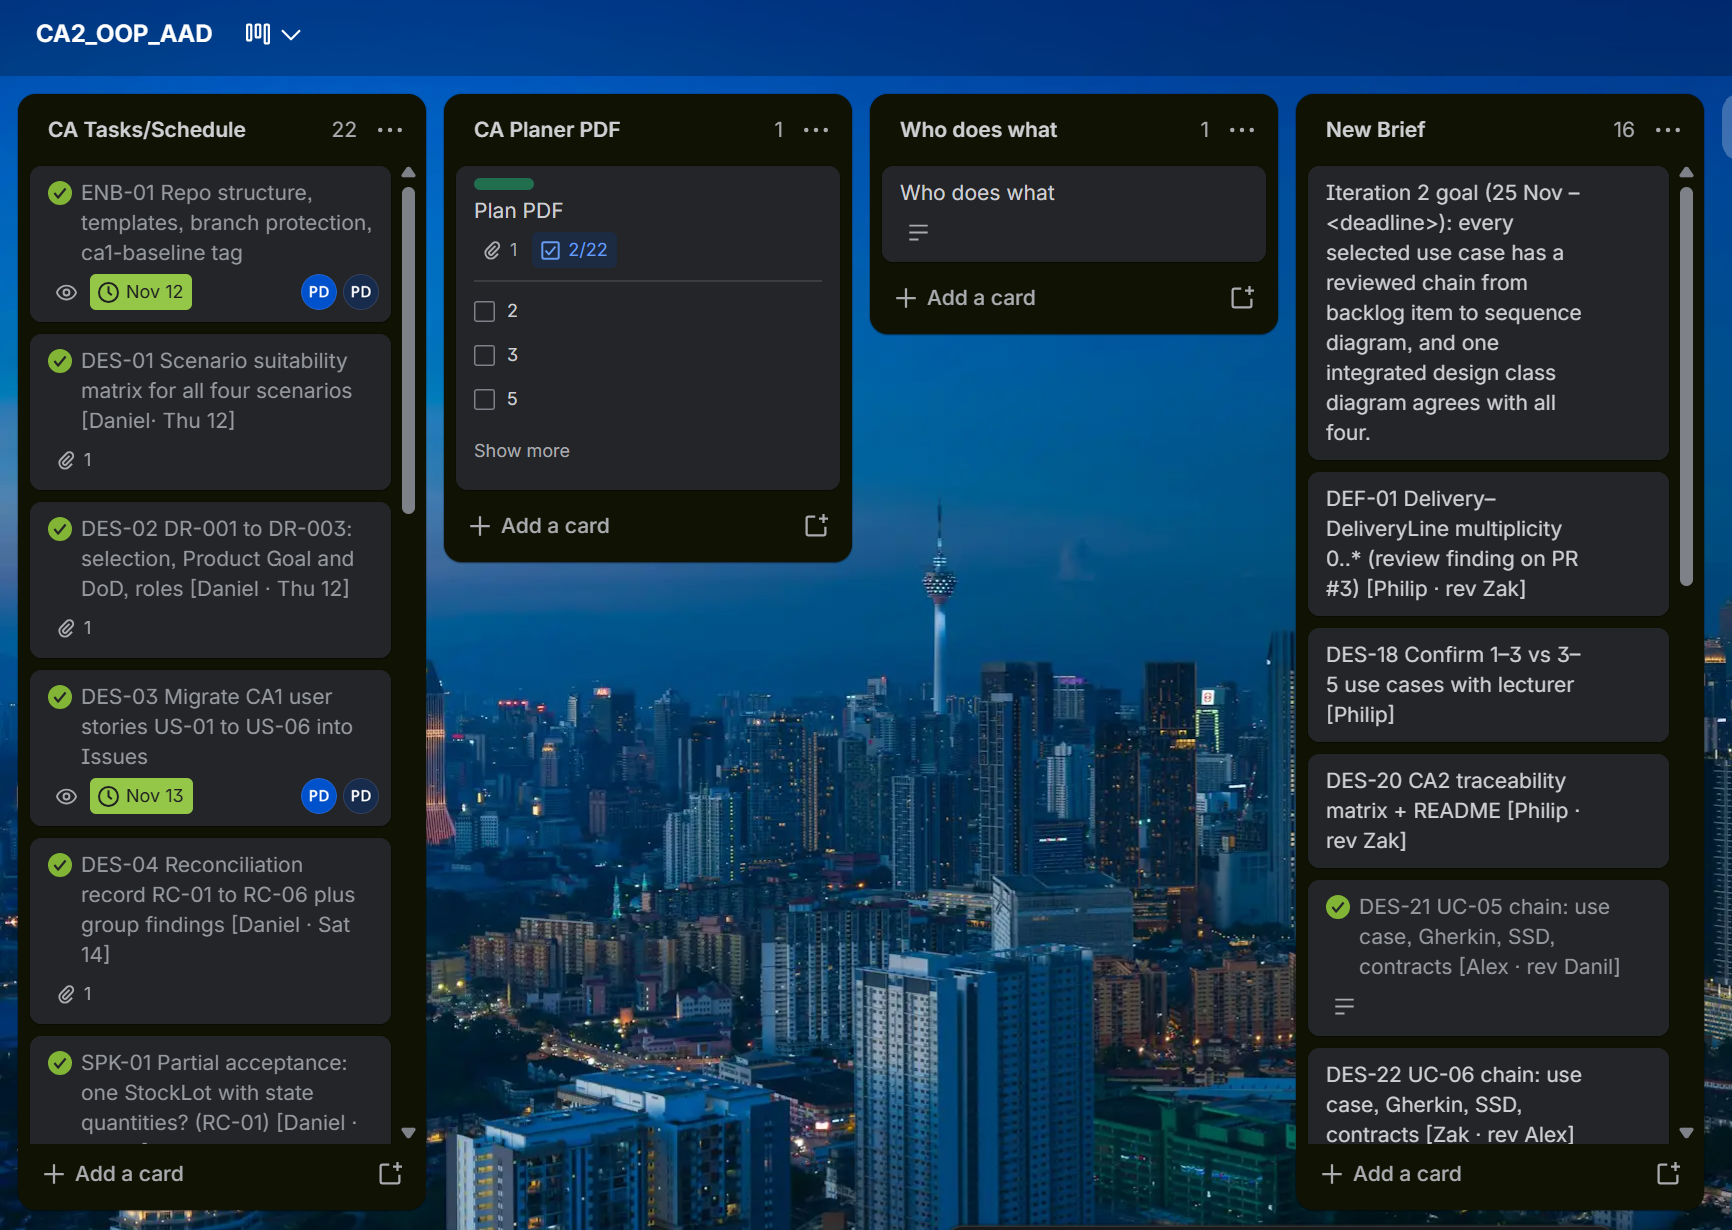 CA2_OOP_AAD
CA Tasks/Schedule 22
ENB-01 Repo structure,
templates, branch protection,
ca1-baseline tag
Nov 12 PD PD
DES-01 Scenario suitability
matrix for all four scenarios
[Daniel· Thu 12]
1
DES-02 DR-001 to DR-003:
selection, Product Goal and
DoD, roles [Daniel · Thu 12]
1
DES-03 Migrate CA1 user
stories US-01 to US-06 into
Issues
Nov 13 PD PD
DES-04 Reconciliation
record RC-01 to RC-06 plus
group findings [Daniel · Sat
14]
1
SPK-01 Partial acceptance:
one StockLot with state
quantities? (RC-01) [Daniel ·
Add a card
CA Planer PDF 1
Plan PDF
1 2/22
2
3
5
Show more
Add a card
Who does what 1
Who does what
Add a card
New Brief 16
Iteration 2 goal (25 Nov –
<deadline>): every
selected use case has a
reviewed chain from
backlog item to sequence
diagram, and one
integrated design class
diagram agrees with all
four.
DEF-01 Delivery–
DeliveryLine multiplicity
0..* (review finding on PR
#3) [Philip · rev Zak]
DES-18 Confirm 1–3 vs 3–
5 use cases with lecturer
[Philip]
DES-20 CA2 traceability
matrix + README [Philip ·
rev Zak]
DES-21 UC-05 chain: use
case, Gherkin, SSD,
contracts [Alex · rev Danil]
DES-22 UC-06 chain: use
case, Gherkin, SSD,
contracts [Zak · rev Alex]
Add a card